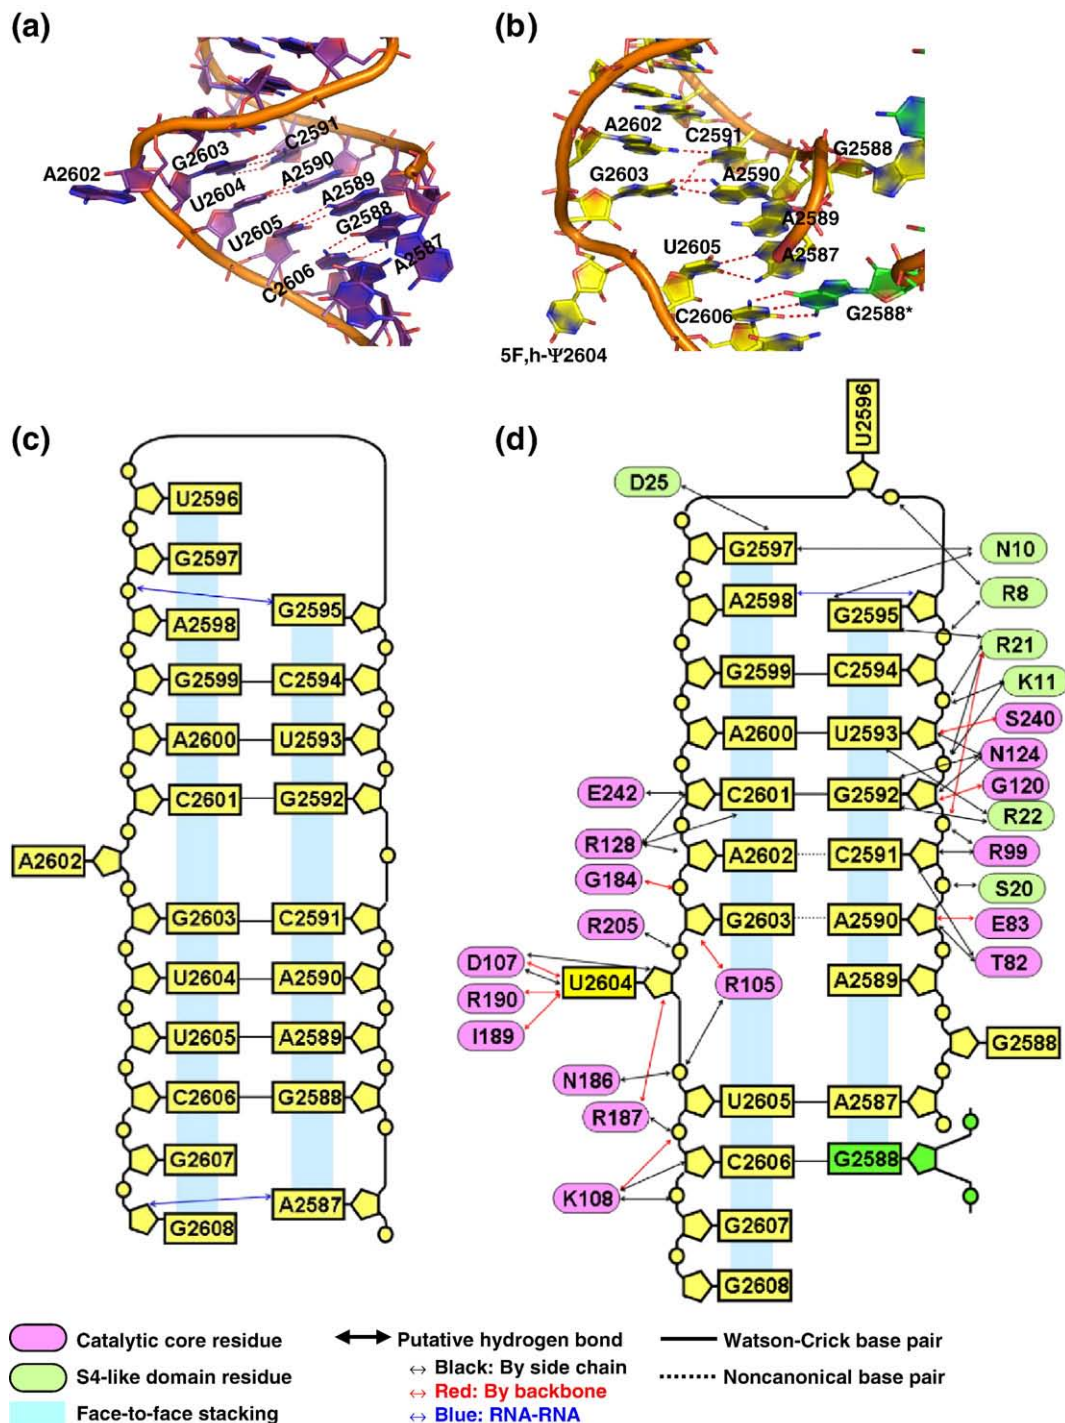 (a)
A2602
G2603
C2591
U2604
A2590
U2605
A2589
G2588
C2606
A2587
(b)
A2602
C2591
G2588
G2603
A2590
A2589
U2605
A2587
C2606
G2588*
5F,h-Ψ2604
(c)
U2596
G2597
G2595
A2598
G2599
C2594
A2600
U2593
C2601
G2592
A2602
G2603
C2591
U2604
A2590
U2605
A2589
C2606
G2588
G2607
A2587
G2608
(d)
U2596
D25
G2597
N10
A2598
G2595
R8
R21
G2599
C2594
K11
A2600
U2593
S240
N124
E242
C2601
G2592
G120
R22
R128
A2602
C2591
R99
G184
S20
R205
G2603
A2590
E83
T82
D107
U2604
R105
A2589
R190
I189
G2588
N186
U2605
A2587
R187
C2606
G2588
K108
G2607
G2608
Catalytic core residue
S4-like domain residue
Face-to-face stacking
Putative hydrogen bond
↔ Black: By side chain
↔ Red: By backbone
↔ Blue: RNA-RNA
Watson-Crick base pair
Noncanonical base pair